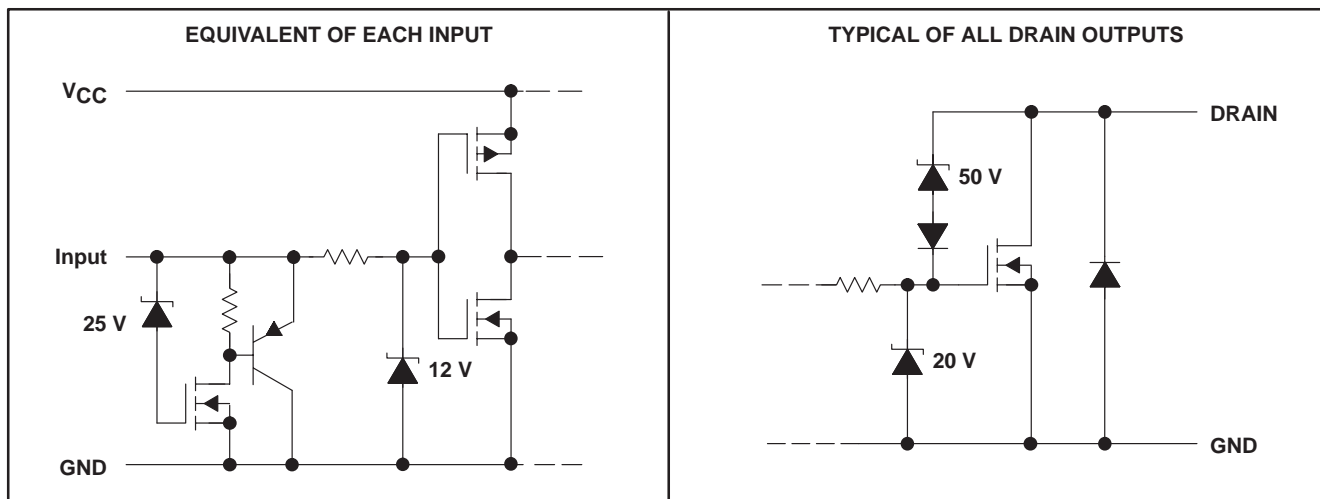 EQUIVALENT OF EACH INPUT
VCC
Input
25 V
12 V
GND
TYPICAL OF ALL DRAIN OUTPUTS
DRAIN
50 V
20 V
GND